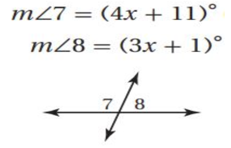 m∠7 = (4x + 11)°
m∠8 = (3x + 1)°
7 8